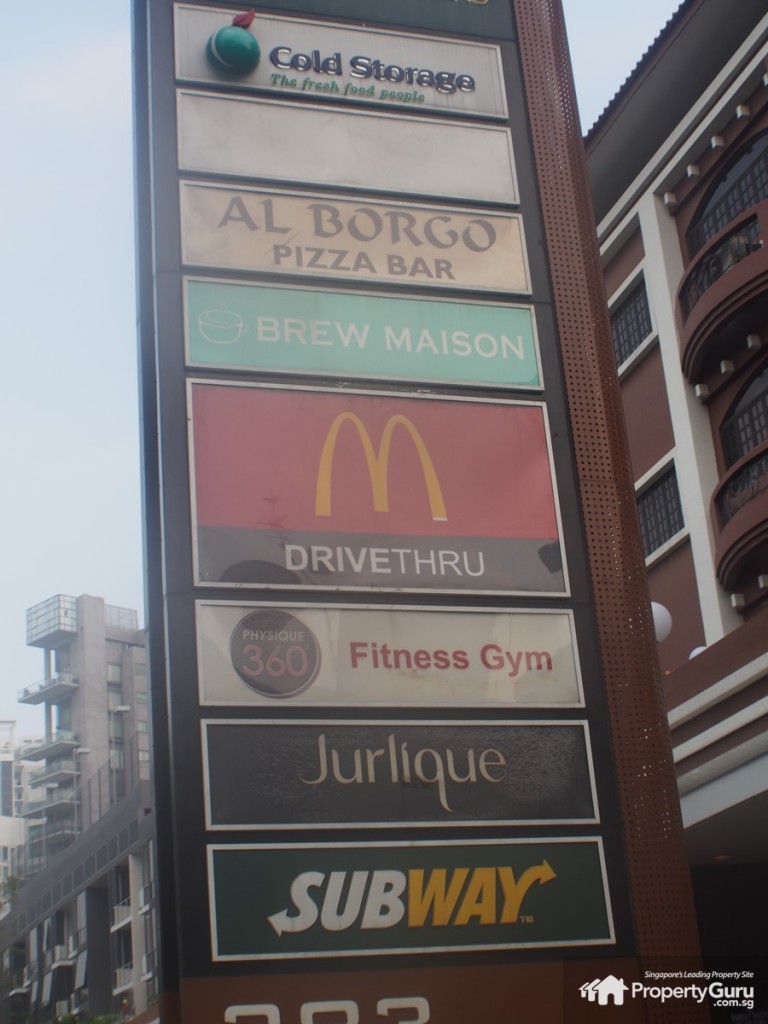 Cold Storage
The fresh food people
AL BORGO
PIZZA BAR
BREW MAISON
DRIVETHRU
PHYSIQUE
360°
Fitness Gym
Jurlique
SUBWAY™
Singapore's Leading Property Site
PropertyGuru
.com.sg